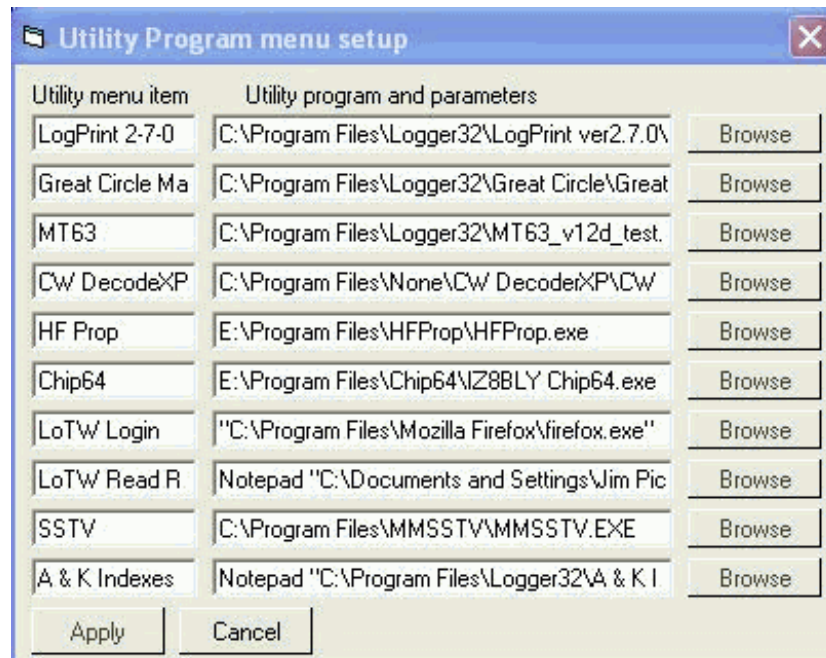 Utility Program menu setup
Utility menu item Utility program and parameters
LogPrint 2-7-0 C:\Program Files\Logger32\LogPrint ver2.7.0\ Browse
Great Circle Ma C:\Program Files\Logger32\Great Circle\Great Browse
MT63 C:\Program Files\Logger32\MT63_v12d_test. Browse
CW DecodeXP C:\Program Files\None\CW DecoderXP\CW Browse
HF Prop E:\Program Files\HFProp\HFProp.exe Browse
Chip64 E:\Program Files\Chip64\IZ8BLY Chip64.exe Browse
LoTW Login "C:\Program Files\Mozilla Firefox\firefox.exe" Browse
LoTW Read R Notepad "C:\Documents and Settings\Jim Pic Browse
SSTV C:\Program Files\MMSSTV\MMSSTV.EXE Browse
A & K Indexes Notepad "C:\Program Files\Logger32\A & K I Browse
Apply Cancel